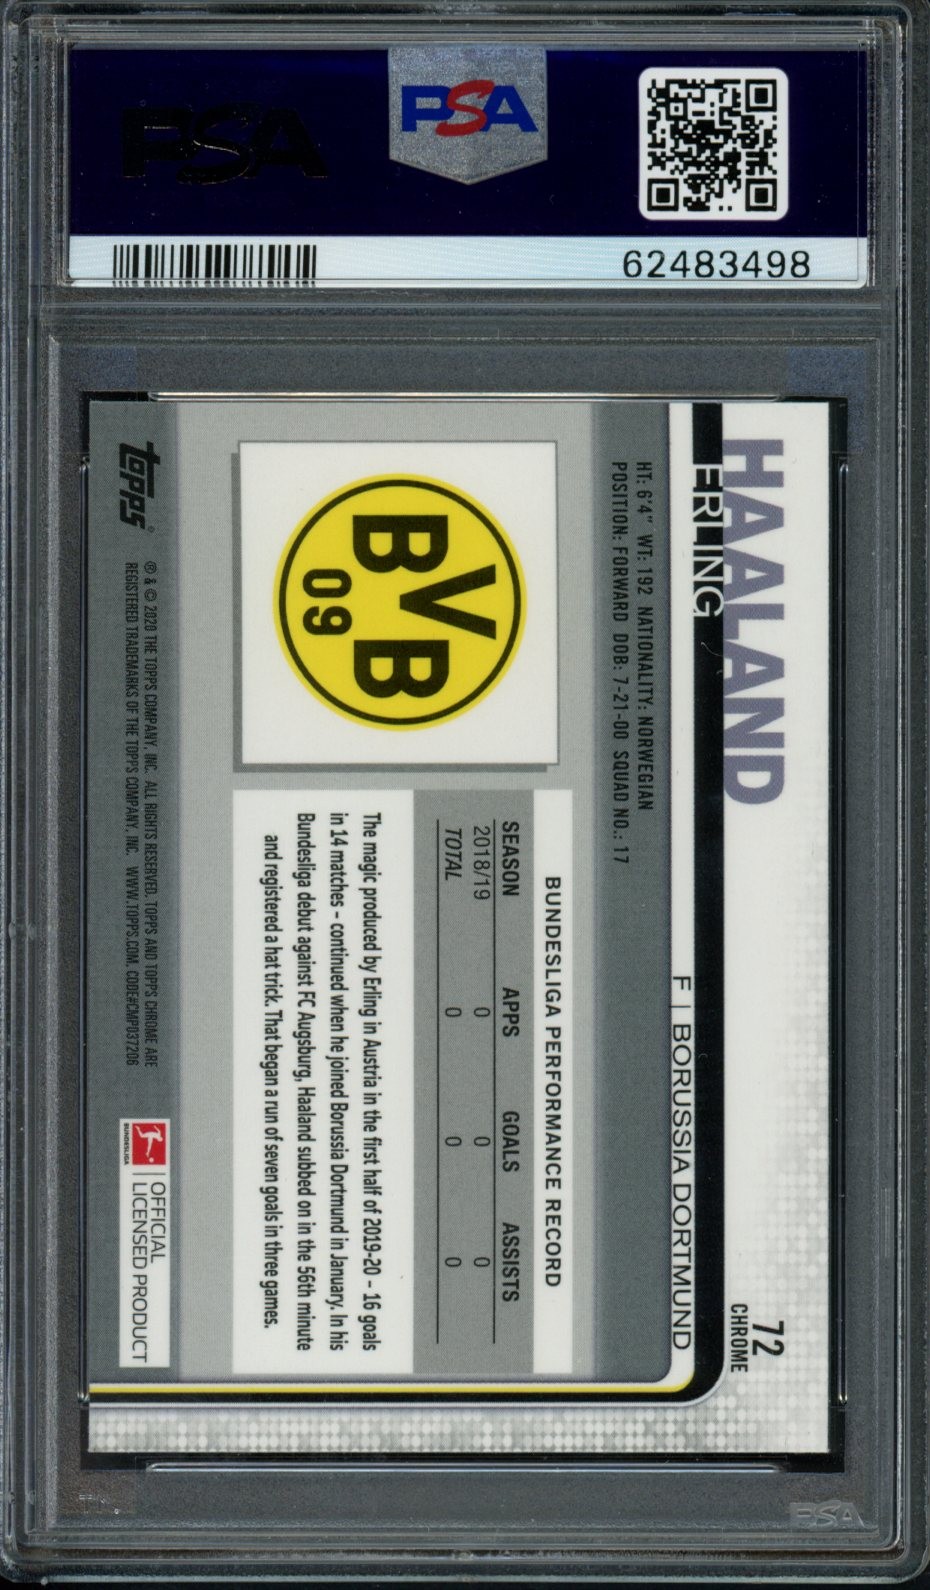 PSA
PSA
62483498
HAALAND
ERLING
72
CHROME
F | BORUSSIA DORTMUND
HT: 6'4" WT: 192 NATIONALITY: NORWEGIAN
POSITION: FORWARD DOB: 7-21-00 SQUAD NO.: 17
BVB
09
BUNDESLIGA PERFORMANCE RECORD
SEASON APPS GOALS ASSISTS
2018/19 0 0 0
TOTAL 0 0 0
The magic produced by Erling in Austria in the first half of 2019-20 – 16 goals
in 14 matches – continued when he joined Borussia Dortmund in January. In his
Bundesliga debut against FC Augsburg, Haaland subbed on in the 56th minute
and registered a hat trick. That began a run of seven goals in three games.
topps®
® & © 2020 THE TOPPS COMPANY, INC. ALL RIGHTS RESERVED. TOPPS AND TOPPS CHROME ARE
REGISTERED TRADEMARKS OF THE TOPPS COMPANY, INC. WWW.TOPPS.COM. CODE#CMP037206
BUNDESLIGA
OFFICIAL
LICENSED PRODUCT
PSA